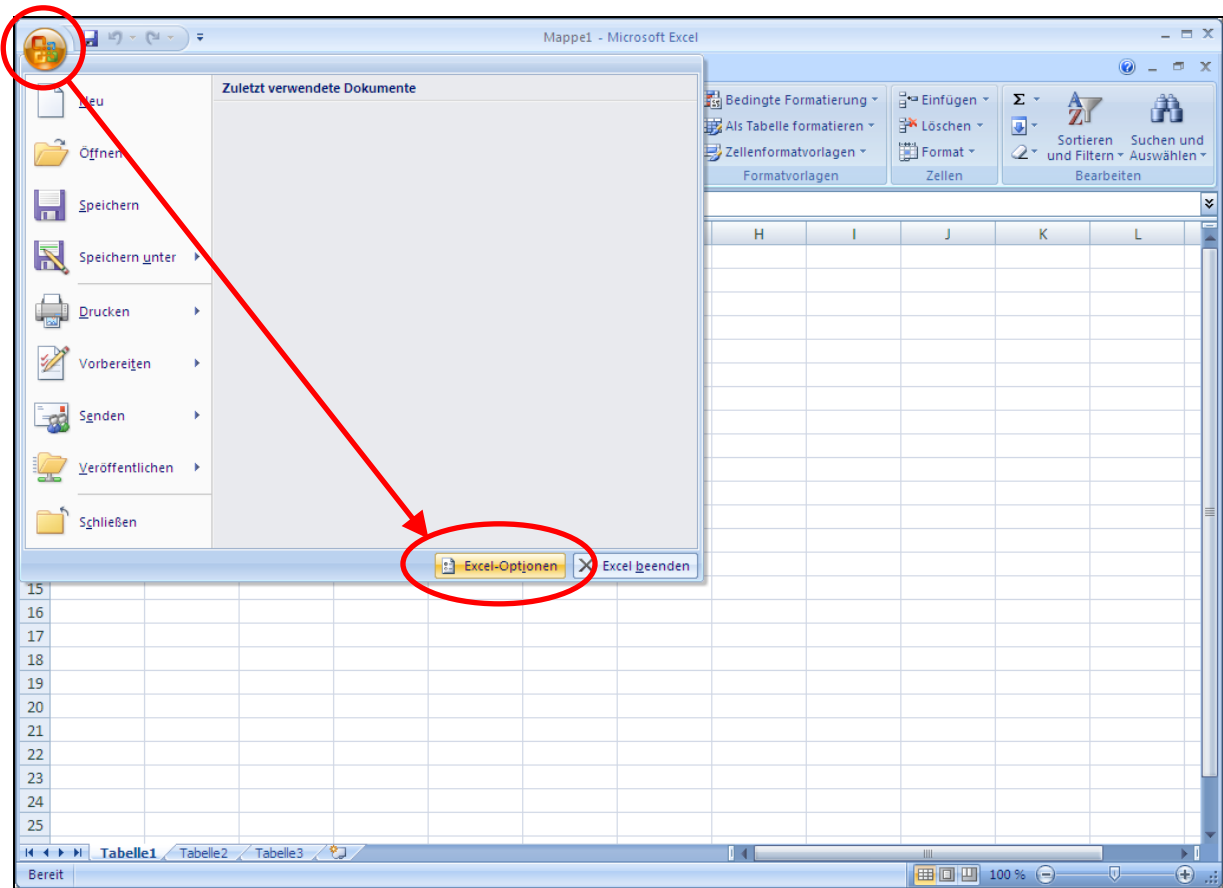 Mappe1 - Microsoft Excel
Zuletzt verwendete Dokumente
Neu
Öffnen
Speichern
Speichern unter
Drucken
Vorbereiten
Senden
Veröffentlichen
Schließen
Excel-Optionen
Excel beenden
Bedingte Formatierung
Als Tabelle formatieren
Zellenformatvorlagen
Formatvorlagen
Einfügen
Löschen
Format
Zellen
Σ
Sortieren
und Filtern
Suchen und
Auswählen
Bearbeiten
H I J K L
15
16
17
18
19
20
21
22
23
24
25
Tabelle1 Tabelle2 Tabelle3
Bereit
100 %